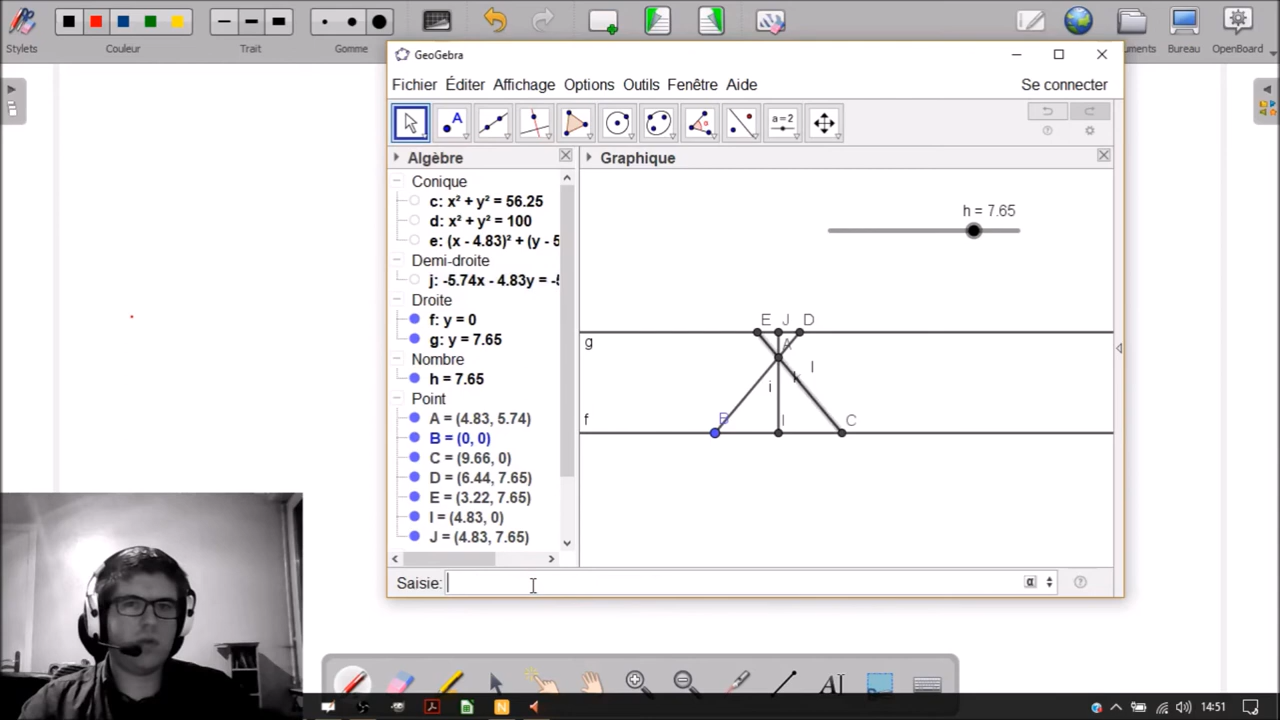 Stylets
Couleur
Trait
Gomme
Bureau
OpenBoard
GeoGebra
Fichier Éditer Affichage Options Outils Fenêtre Aide
Se connecter
A
a=2
Algèbre
Graphique
Conique
c: x² + y² = 56.25
d: x² + y² = 100
e: (x - 4.83)² + (y - 5
Demi-droite
j: -5.74x - 4.83y = -5
Droite
f: y = 0
g: y = 7.65
Nombre
h = 7.65
Point
A = (4.83, 5.74)
B = (0, 0)
C = (9.66, 0)
D = (6.44, 7.65)
E = (3.22, 7.65)
I = (4.83, 0)
J = (4.83, 7.65)
h = 7.65
E J D
g
A
l
k
i
f
B
I
C
Saisie:
α
14:51